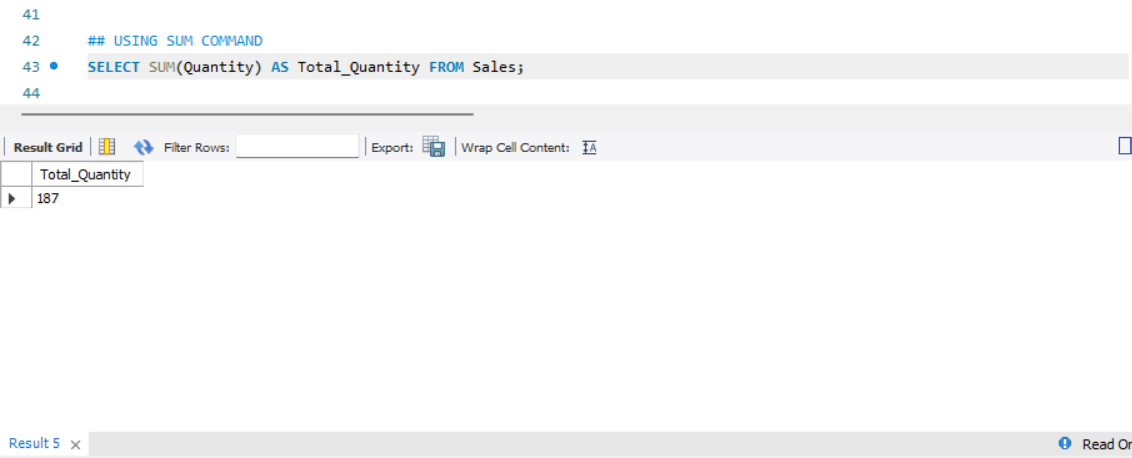 41
42 ## USING SUM COMMAND
43 SELECT SUM(Quantity) AS Total_Quantity FROM Sales;
44
Result Grid Filter Rows: Export: Wrap Cell Content: IA
Total_Quantity
187
Result 5 × Read Or